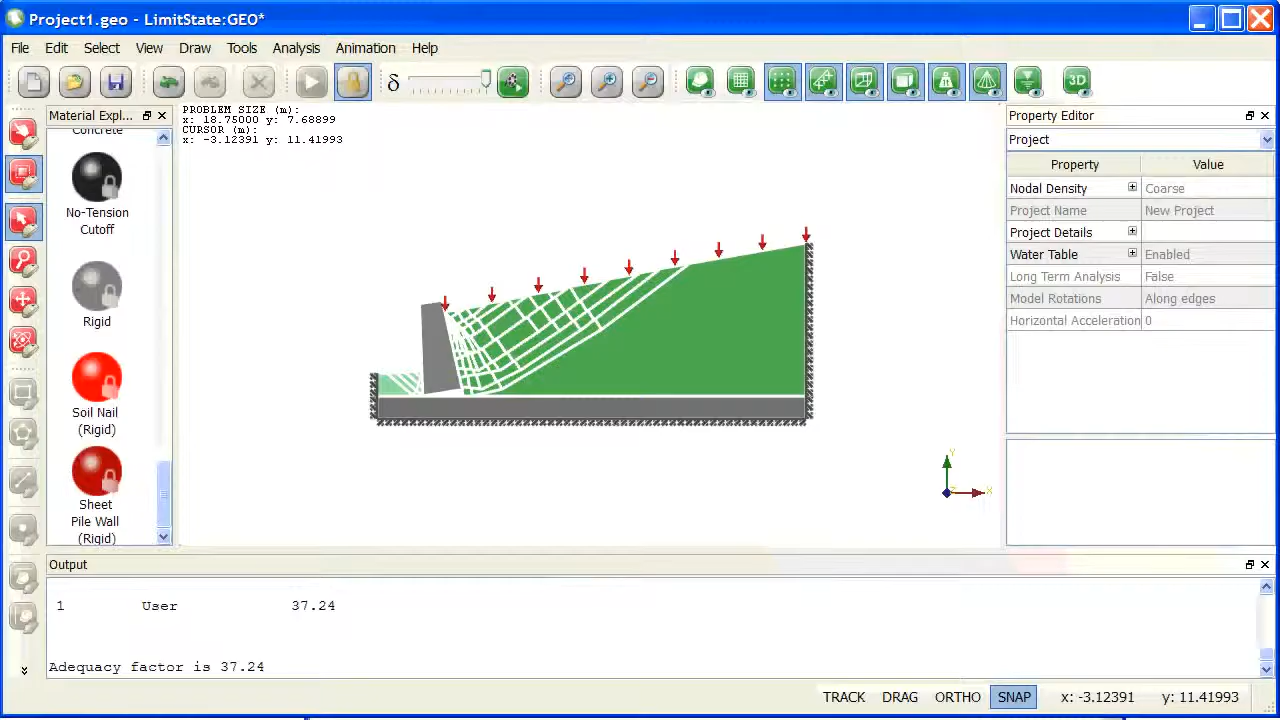 Project1.geo - LimitState:GEO*
File Edit Select View Draw Tools Analysis Animation Help
δ 3D
Material Expl...
Concrete
No-Tension
Cutoff
Rigid
Soil Nail
(Rigid)
Sheet
Pile Wall
(Rigid)
PROBLEM SIZE (m):
x: 18.75000 y: 7.68899
CURSOR (m):
x: -3.12391 y: 11.41993
Y
Z X
Property Editor
Project
Property Value
Nodal Density Coarse
Project Name New Project
Project Details
Water Table Enabled
Long Term Analysis False
Model Rotations Along edges
Horizontal Acceleration 0
Output
1 User 37.24
Adequacy factor is 37.24
TRACK DRAG ORTHO SNAP x: -3.12391 y: 11.41993